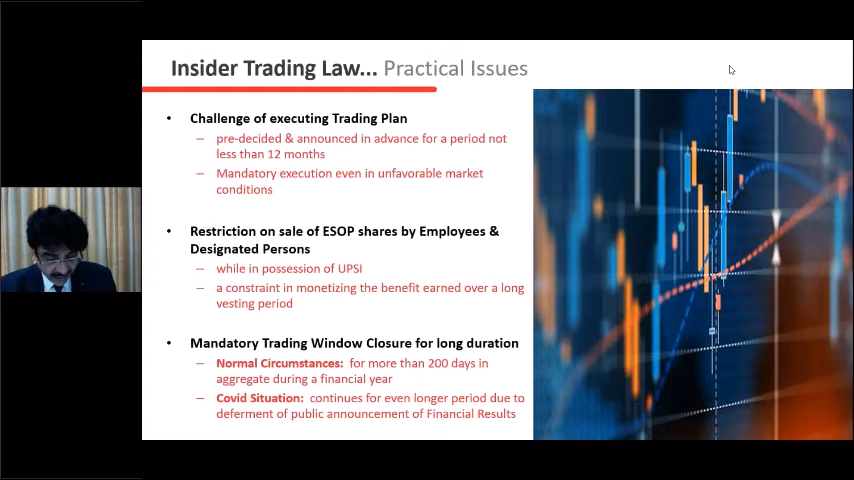 Insider Trading Law... Practical Issues
• Challenge of executing Trading Plan
– pre-decided & announced in advance for a period not
less than 12 months
– Mandatory execution even in unfavorable market
conditions
• Restriction on sale of ESOP shares by Employees &
Designated Persons
– while in possession of UPSI
– a constraint in monetizing the benefit earned over a long
vesting period
• Mandatory Trading Window Closure for long duration
– Normal Circumstances: for more than 200 days in
aggregate during a financial year
– Covid Situation: continues for even longer period due to
deferment of public announcement of Financial Results